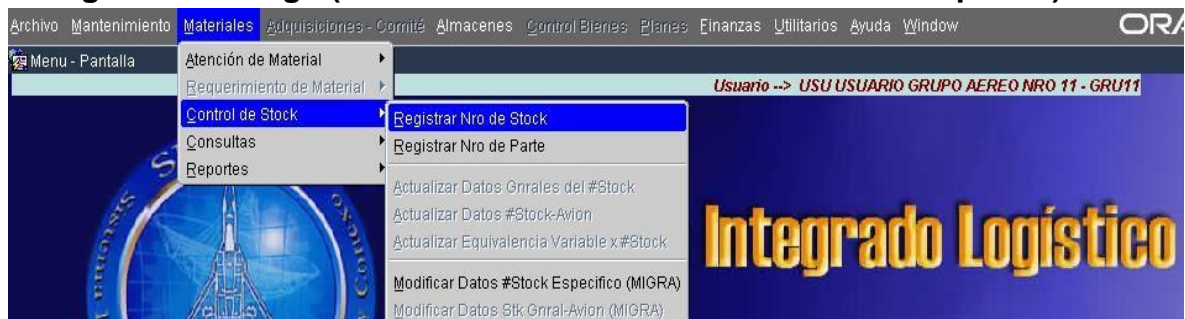 Archivo Mantenimiento Materiales Adquisiciones - Comité Almacenes Control Bienes Planes Finanzas Utilitarios Ayuda Window ORA
Menu - Pantalla
Atención de Material
Requerimiento de Material
Usuario --> USU USUARIO GRUPO AEREO NRO 11 - GRU11
Control de Stock
Registrar Nro de Stock
Consultas
Registrar Nro de Parte
Reportes
Actualizar Datos Gnrales del #Stock
Actualizar Datos #Stock-Avion
Actualizar Equivalencia Variable x #Stock
Integrado Logístico
Modificar Datos #Stock Especifico (MIGRA)
Modificar Datos Stk Gnral-Avion (MIGRA)